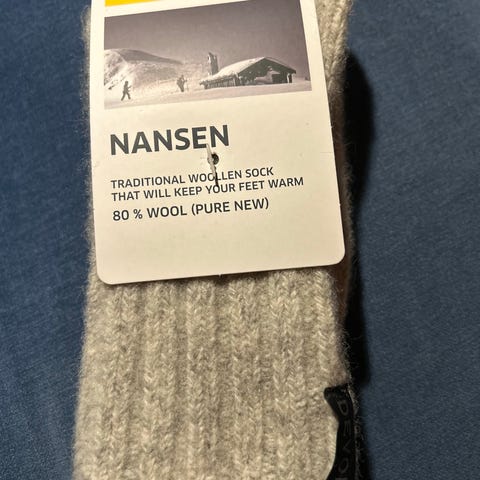 NANSEN
TRADITIONAL WOOLLEN SOCK
THAT WILL KEEP YOUR FEET WARM
80 % WOOL (PURE NEW)